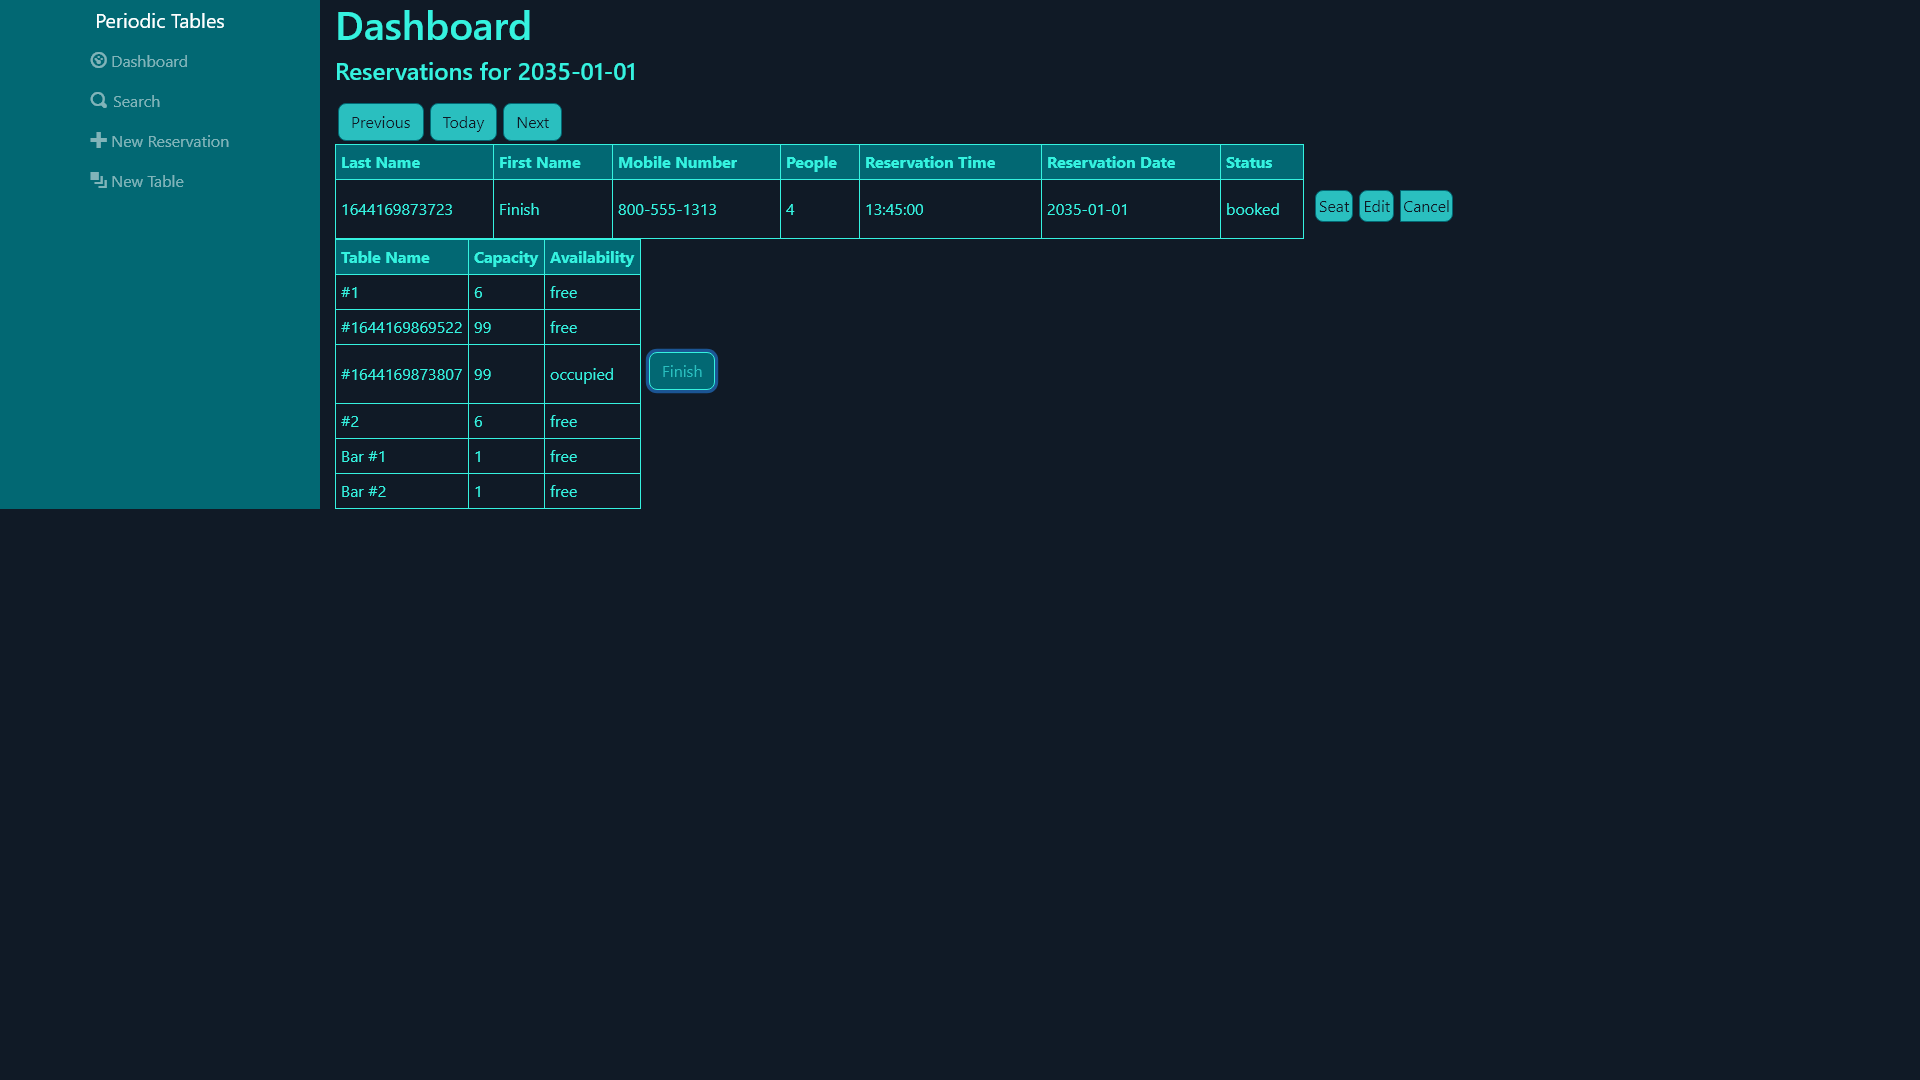 Periodic Tables
Dashboard
Search
New Reservation
New Table
Dashboard
Reservations for 2035-01-01
Previous Today Next
Last Name First Name Mobile Number People Reservation Time Reservation Date Status
1644169873723 Finish 800-555-1313 4 13:45:00 2035-01-01 booked Seat Edit Cancel
Table Name Capacity Availability
#1 6 free
#1644169869522 99 free
#1644169873807 99 occupied Finish
#2 6 free
Bar #1 1 free
Bar #2 1 free